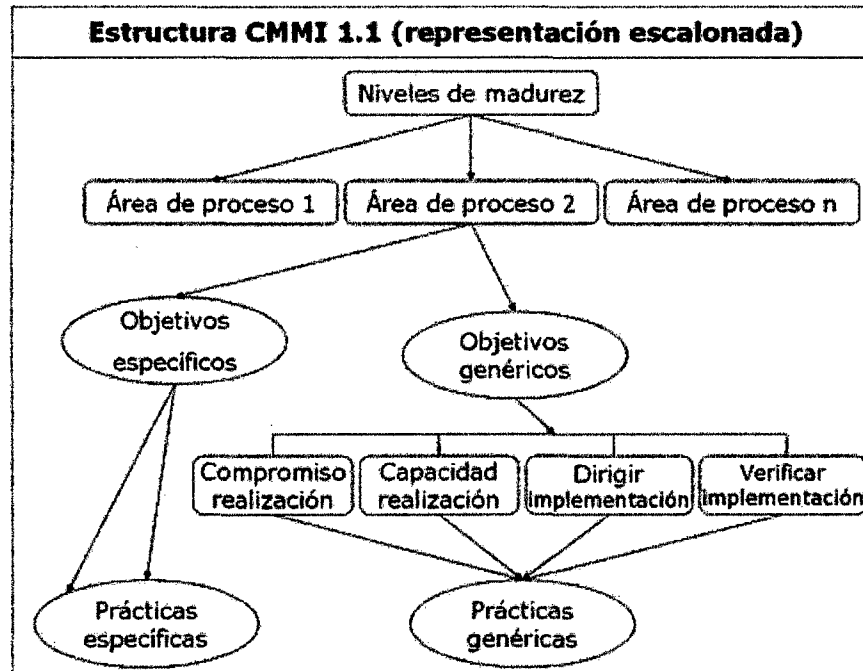 Estructura CMMI 1.1 (representación escalonada)
Niveles de madurez
Área de proceso 1
Área de proceso 2
Área de proceso n
Objetivos
específicos
Objetivos
genéricos
Compromiso
realización
Capacidad
realización
Dirigir
implementación
Verificar
implementación
Prácticas
específicas
Prácticas
genéricas